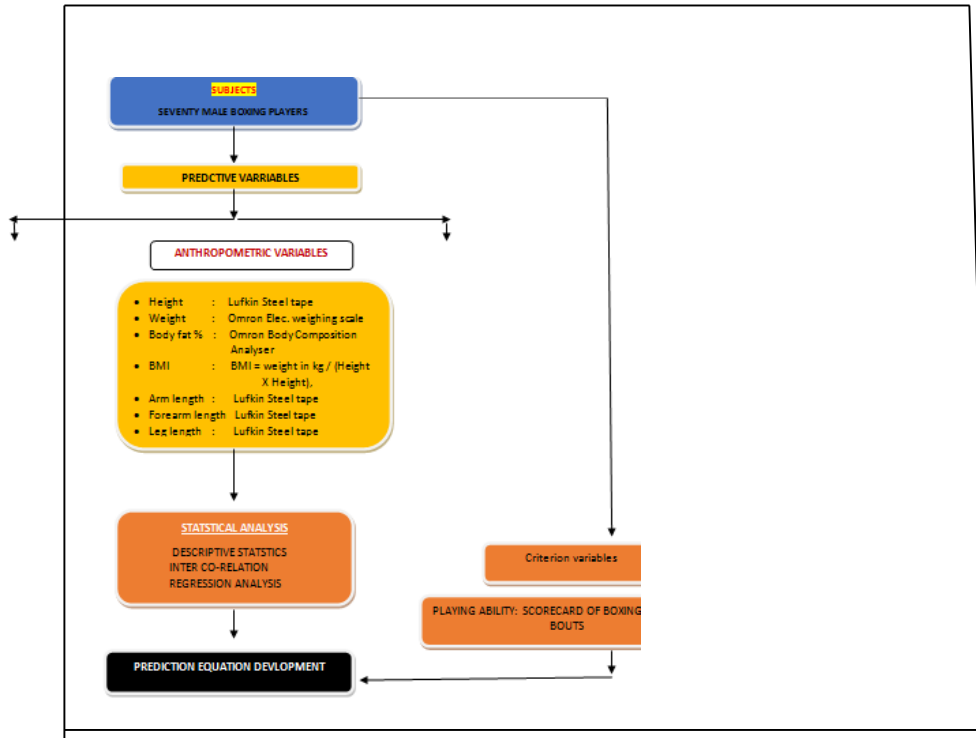 SUBJECTS
SEVENTY MALE BOXING PLAYERS
PREDCTIVE VARRIABLES
ANTHROPOMETRIC VARIABLES
• Height : Lufkin Steel tape
• Weight : Omron Elec. weighing scale
• Body fat % : Omron Body Composition
Analyser
• BMI : BMI = weight in kg / (Height
X Height),
• Arm length : Lufkin Steel tape
• Forearm length Lufkin Steel tape
• Leg length : Lufkin Steel tape
STATSTICAL ANALYSIS
DESCRIPTIVE STATSTICS
INTER CO-RELATION
REGRESSION ANALYSIS
Criterion variables
PLAYING ABILITY: SCORECARD OF BOXING
BOUTS
PREDICTION EQUATION DEVLOPMENT